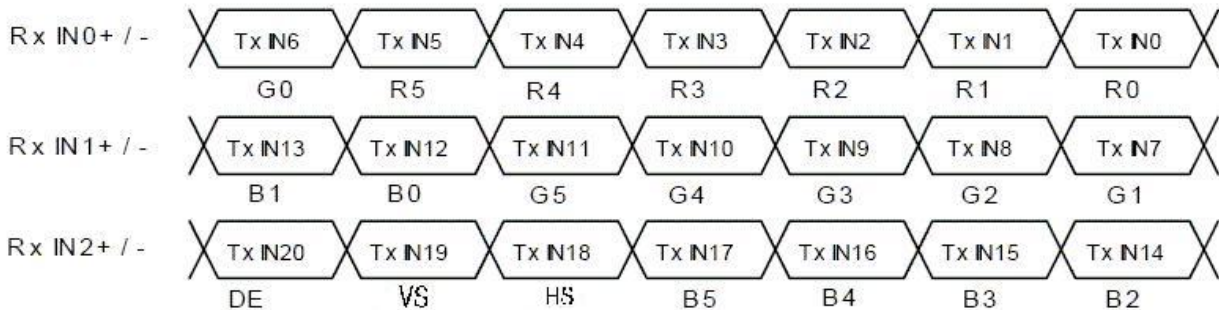 Rx IN0+ / - Tx IN6 Tx IN5 Tx IN4 Tx IN3 Tx IN2 Tx IN1 Tx IN0
G0 R5 R4 R3 R2 R1 R0
Rx IN1+ / - Tx IN13 Tx IN12 Tx IN11 Tx IN10 Tx IN9 Tx IN8 Tx IN7
B1 B0 G5 G4 G3 G2 G1
Rx IN2+ / - Tx IN20 Tx IN19 Tx IN18 Tx IN17 Tx IN16 Tx IN15 Tx IN14
DE VS HS B5 B4 B3 B2